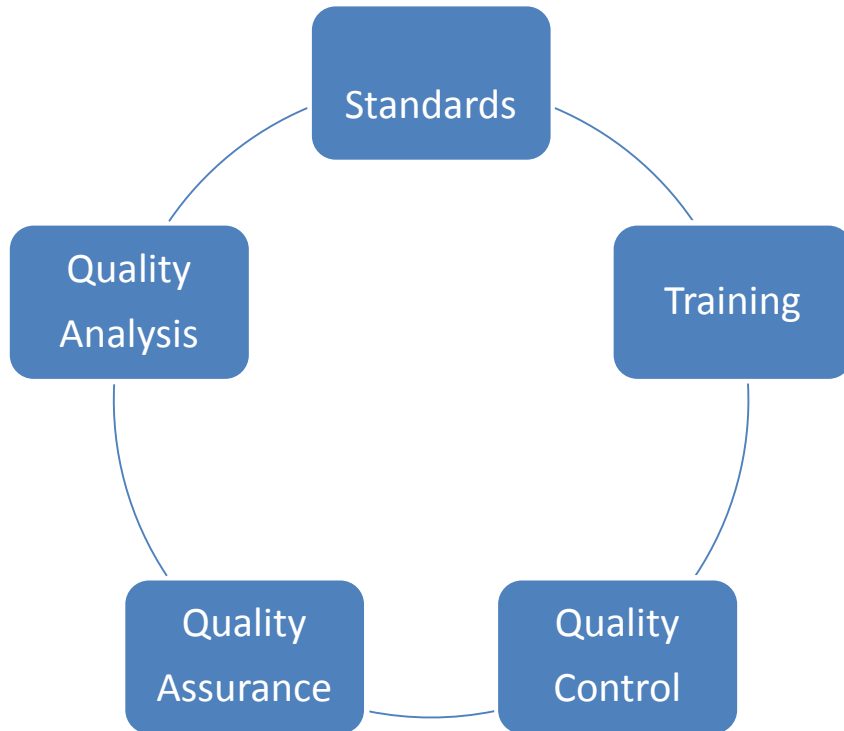 Standards
Training
Quality
Control
Quality
Assurance
Quality
Analysis